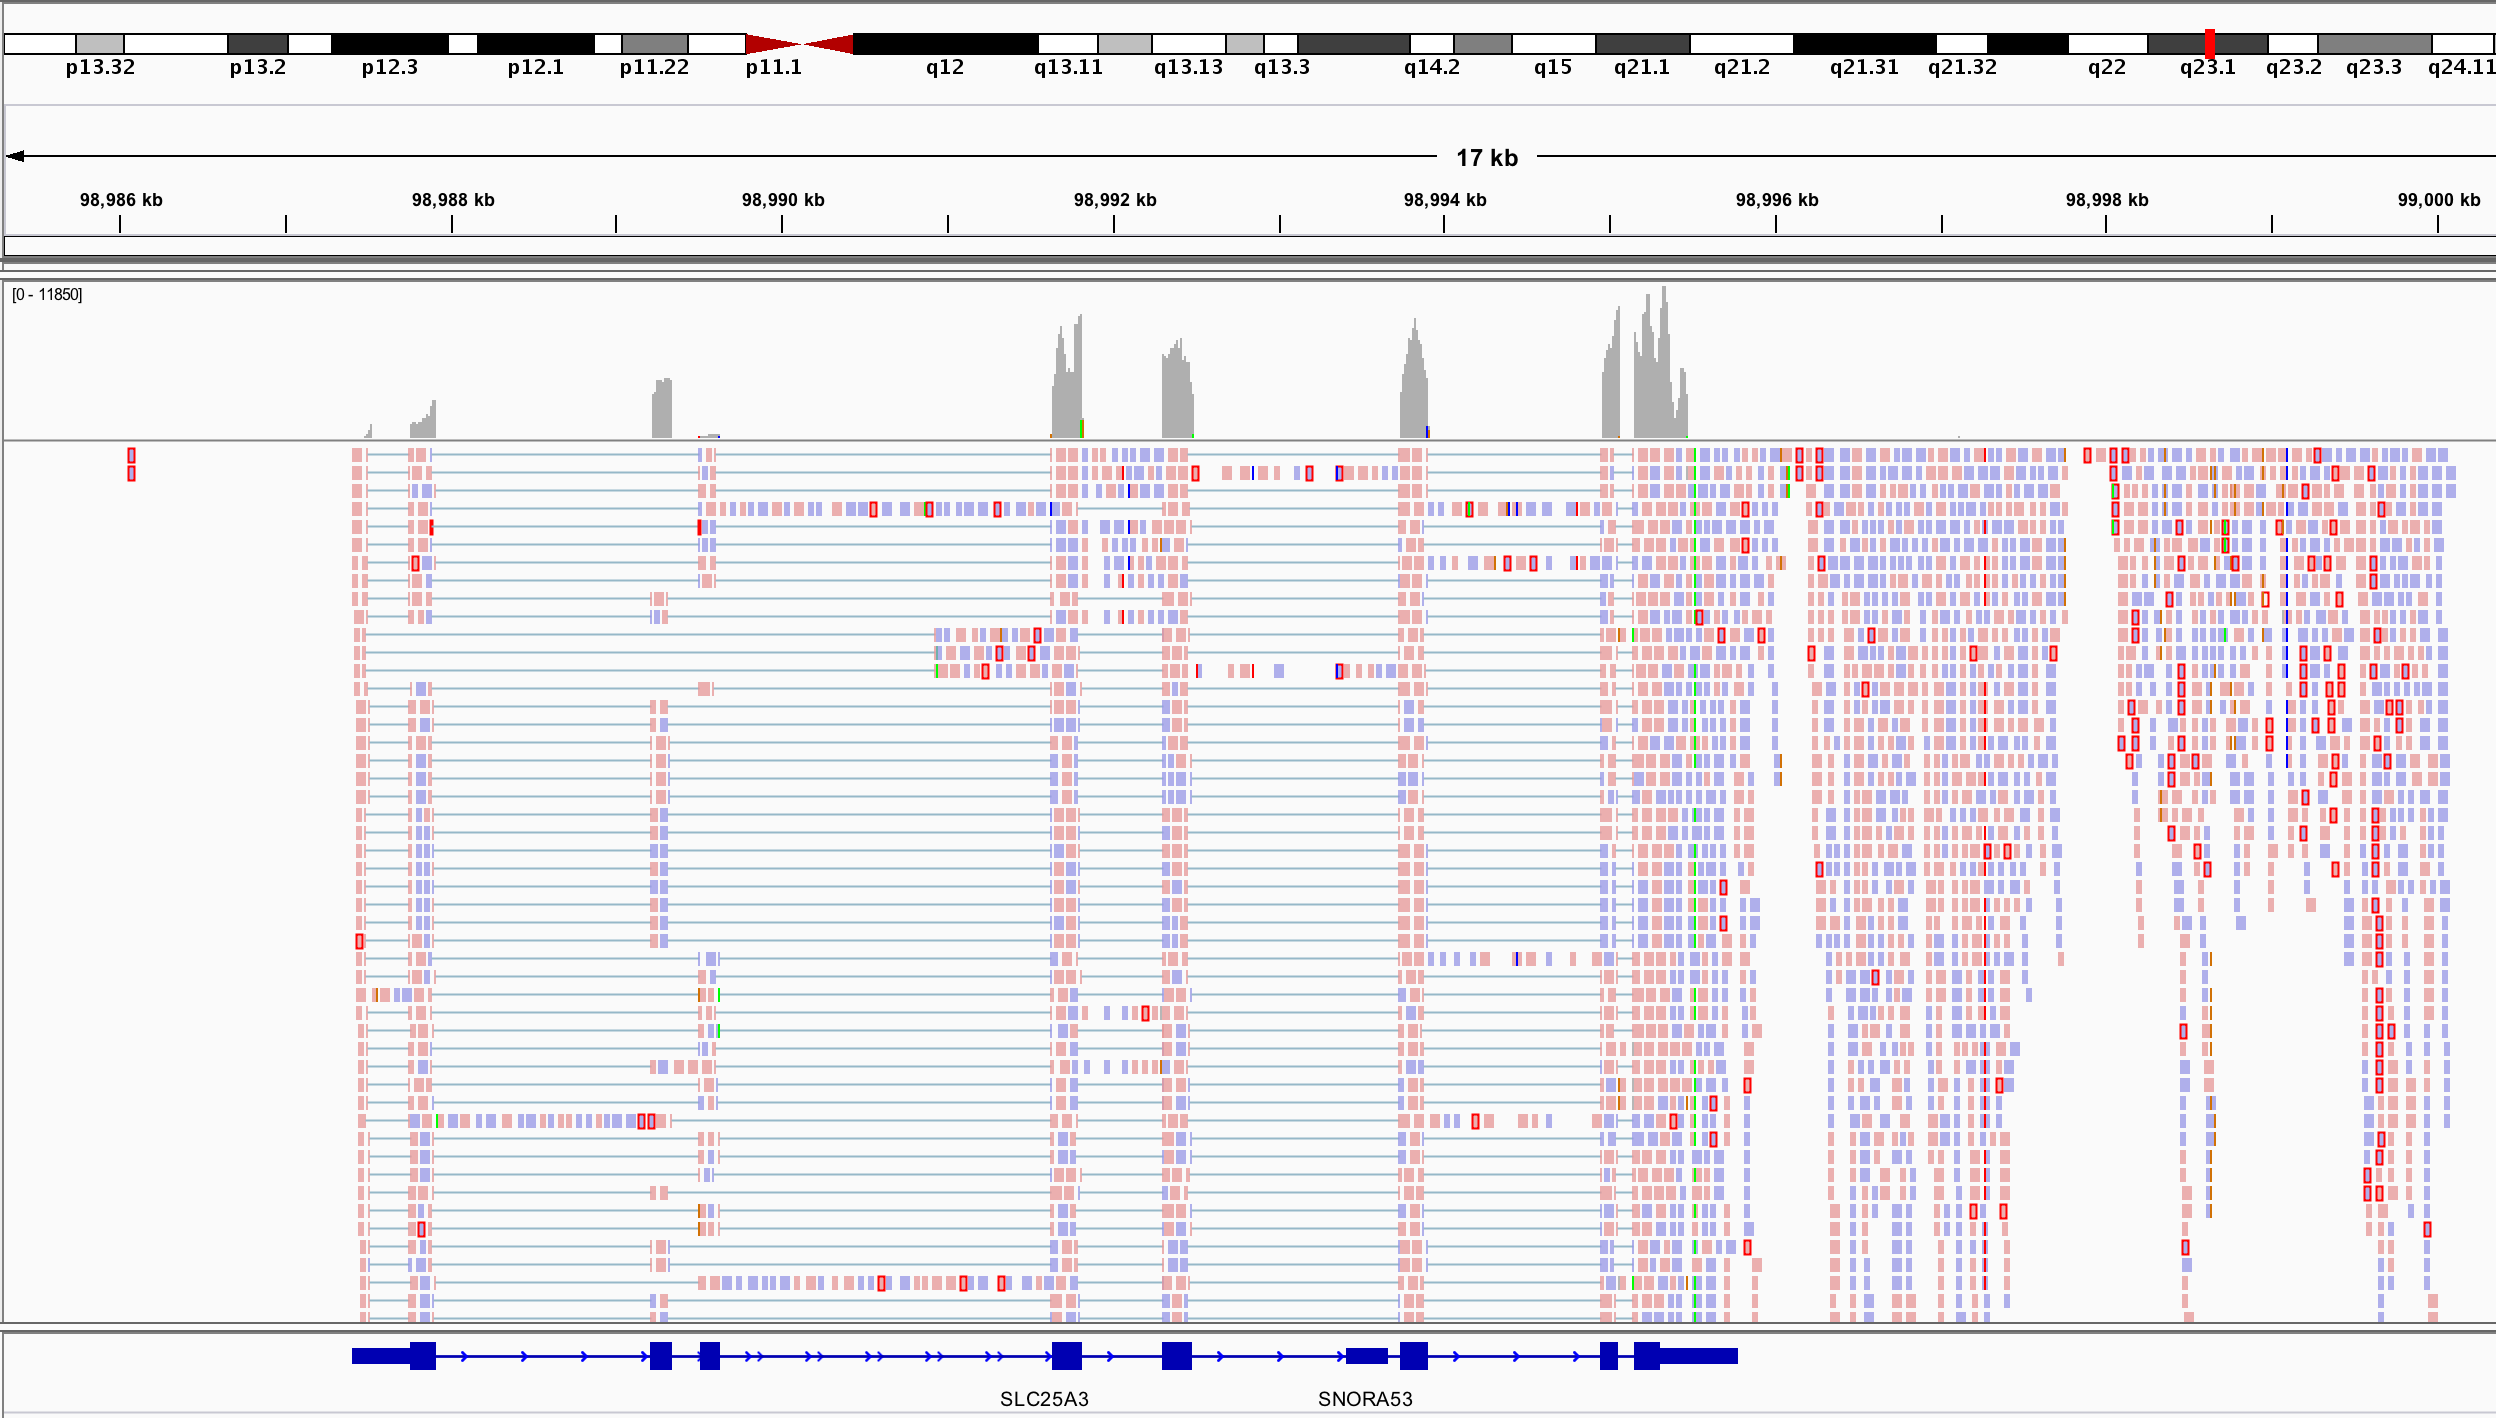 p13.32 p13.2 p12.3 p12.1 p11.22 p11.1 q12 q13.11 q13.13 q13.3 q14.2 q15 q21.1 q21.2 q21.31 q21.32 q22 q23.1 q23.2 q23.3 q24.11
17 kb
98,986 kb 98,988 kb 98,990 kb 98,992 kb 98,994 kb 98,996 kb 98,998 kb 99,000 kb
[0 - 11850]
SLC25A3 SNORA53